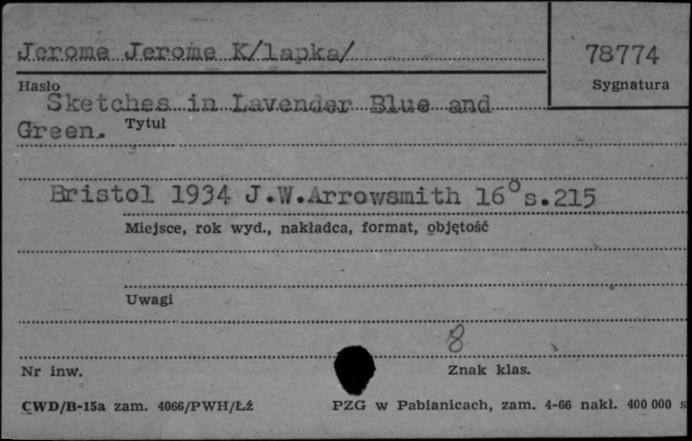 Jerome Jerome K/lapka/
78774
Hasło
Sygnatura
Sketches in Lavender Blue and
Green.
Tytuł
Bristol 1934 J.W.Arrowsmith 16° s.215
Miejsce, rok wyd., nakładca, format, objętość
Uwagi
8
Nr inw.
Znak klas.
CWD/B-15a zam. 4066/PWH/Łź
PZG w Pabianicach, zam. 4-66 nakł. 400 000 s